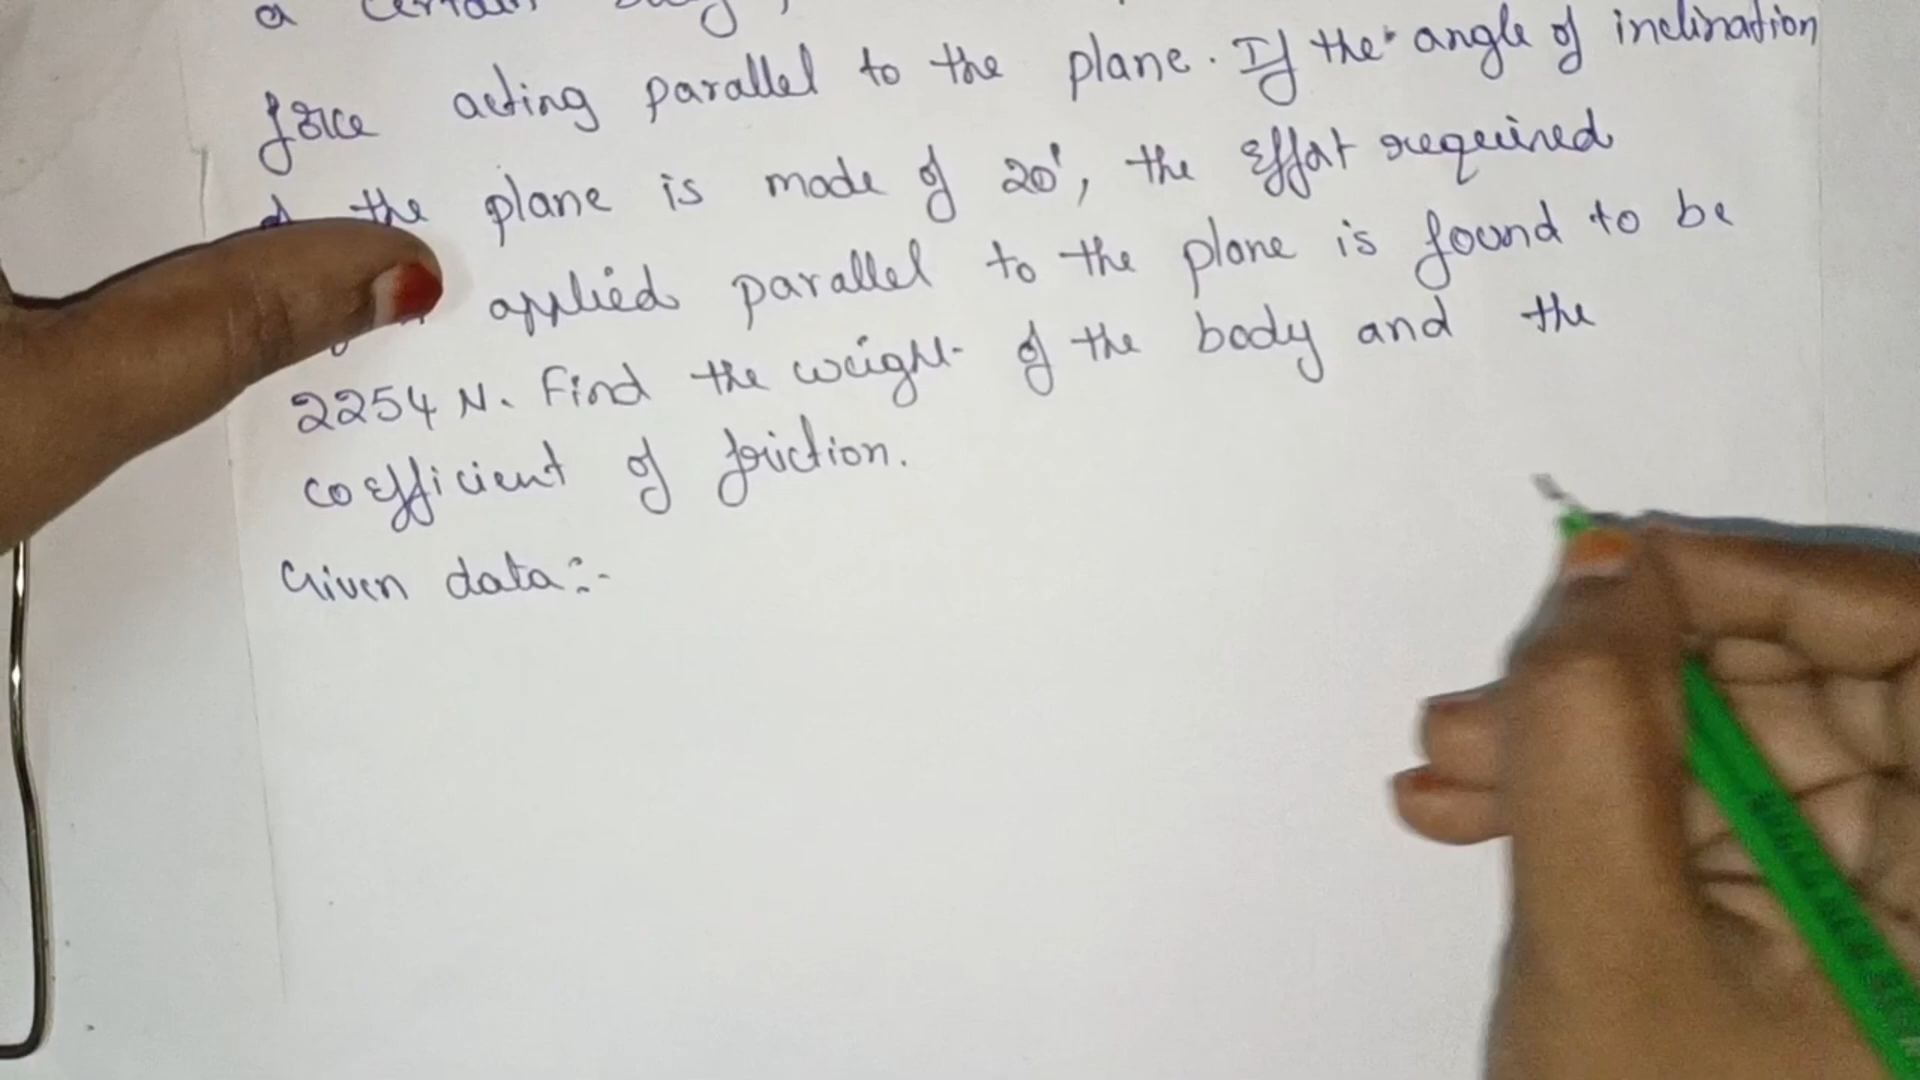 a certain
force acting parallel to the plane. If the angle of inclination
the plane is made of 20', the Effort required
applied parallel to the plane is found to be
2254 N. Find the weight of the body and the
coefficient of friction.
Given data:-